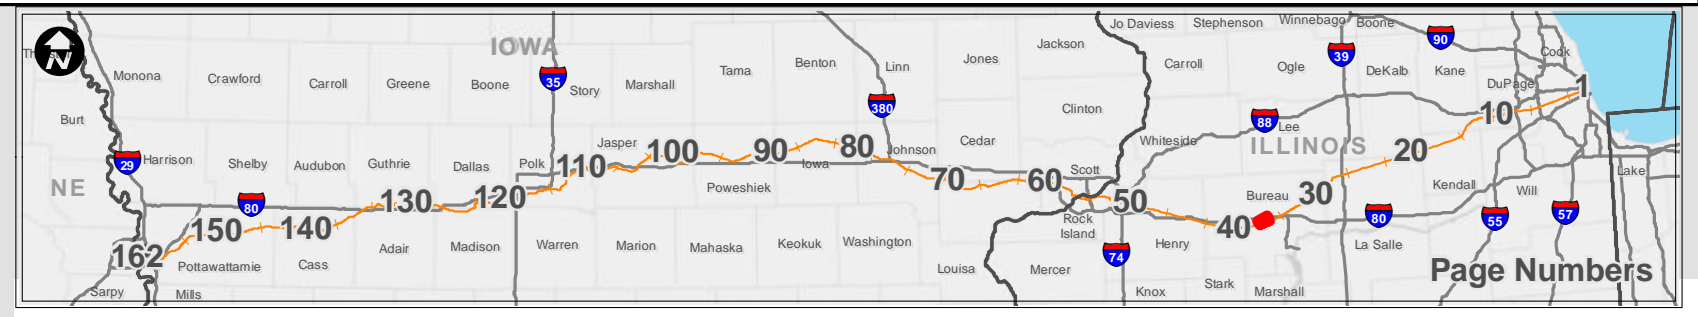 Jo Daviess Stephenson Winnebago Boone
IOWA
Jackson
90
39
Cook
N
Monona Crawford Carroll Greene Boone 35 Story Marshall Tama Benton Linn Jones Carroll Ogle DeKalb Kane
DuPage 1
380
Burt
Clinton
88 Lee
10
Whiteside
ILLINOIS
29 Harrison Shelby Audubon Guthrie Dallas Polk 110 Jasper 100 90 Iowa 80 Johnson Cedar
20
NE
80
130 120
Poweshiek
70 60 Scott
50
Bureau 30
Kendall Will
Lake
162 150 140
Pottawattamie Cass Adair Madison Warren Marion Mahaska Keokuk Washington
Rock
Island
74
Henry
40
80
La Salle
55
57
Louisa Mercer
Page Numbers
Sarpy Mills
Knox Stark Marshall